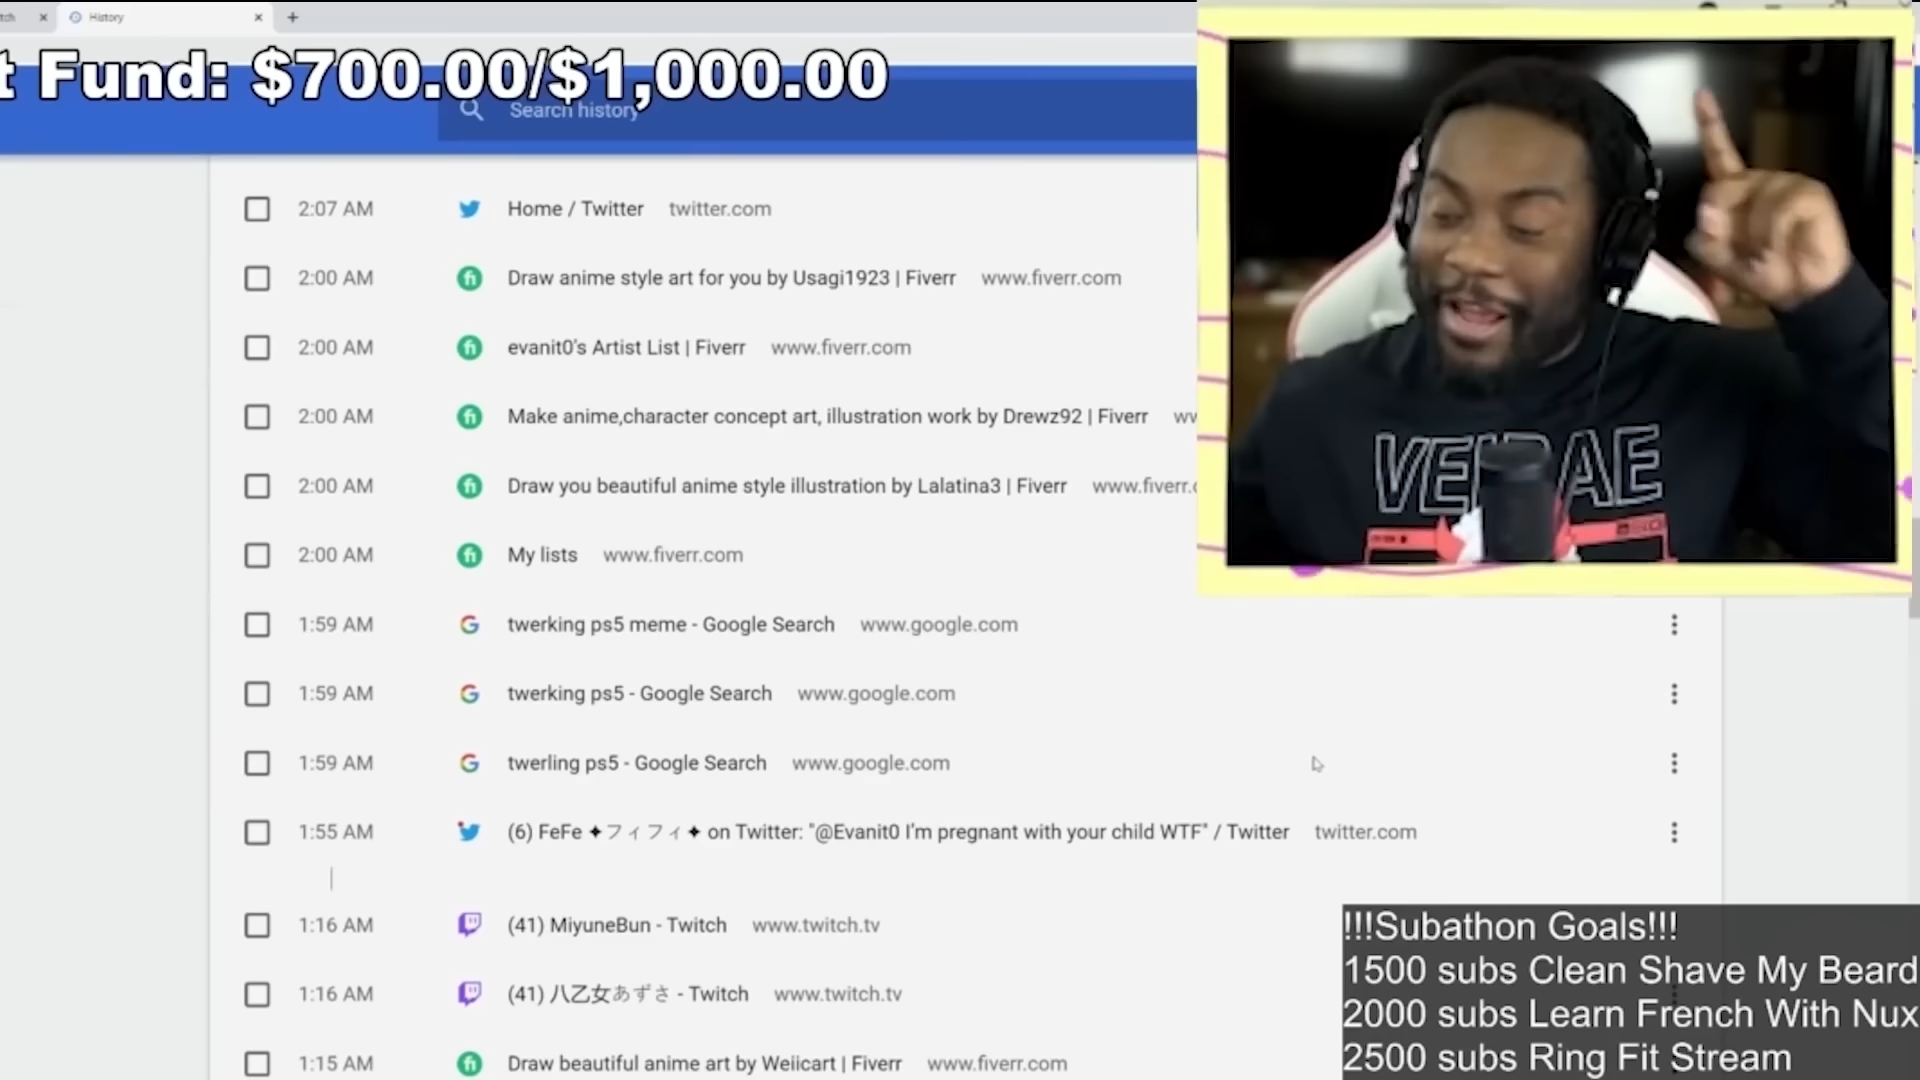 tch
History
t Fund: $700.00/$1,000.00
Search history
2:07 AM Home / Twitter twitter.com
2:00 AM Draw anime style art for you by Usagi1923 | Fiverr www.fiverr.com
2:00 AM evanit0's Artist List | Fiverr www.fiverr.com
2:00 AM Make anime,character concept art, illustration work by Drewz92 | Fiverr ww
2:00 AM Draw you beautiful anime style illustration by Lalatina3 | Fiverr www.fiverr.c
2:00 AM My lists www.fiverr.com
1:59 AM twerking ps5 meme - Google Search www.google.com
1:59 AM twerking ps5 - Google Search www.google.com
1:59 AM twerling ps5 - Google Search www.google.com
1:55 AM (6) FeFe ✦フィフィ✦ on Twitter: "@Evanit0 I'm pregnant with your child WTF" / Twitter twitter.com
1:16 AM (41) MiyuneBun - Twitch www.twitch.tv
1:16 AM (41) 八乙女あずさ - Twitch www.twitch.tv
1:15 AM Draw beautiful anime art by Weiicart | Fiverr www.fiverr.com
!!!Subathon Goals!!!
1500 subs Clean Shave My Beard
2000 subs Learn French With Nux
2500 subs Ring Fit Stream